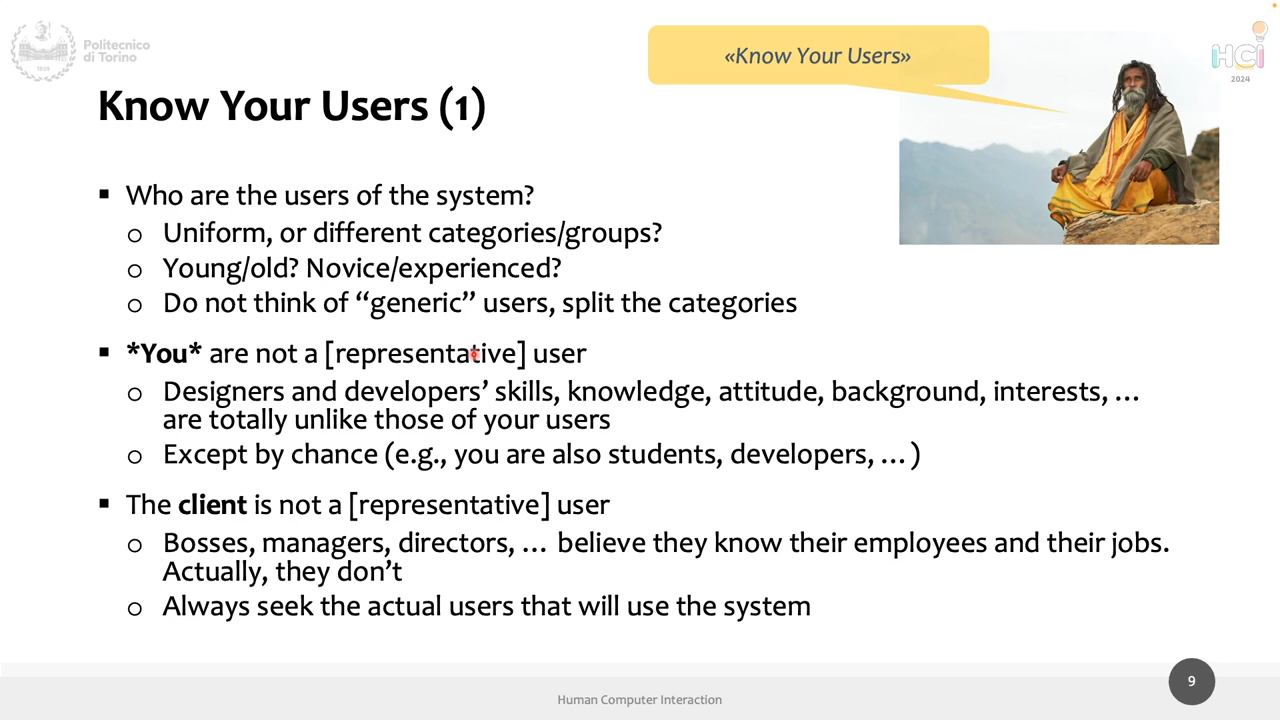 Politecnico
di Torino
1859
«Know Your Users»
HCI
2024
Know Your Users (1)
▪ Who are the users of the system?
o Uniform, or different categories/groups?
o Young/old? Novice/experienced?
o Do not think of “generic” users, split the categories
▪ *You* are not a [representative] user
o Designers and developers’ skills, knowledge, attitude, background, interests, …
are totally unlike those of your users
o Except by chance (e.g., you are also students, developers, …)
▪ The client is not a [representative] user
o Bosses, managers, directors, … believe they know their employees and their jobs.
Actually, they don’t
o Always seek the actual users that will use the system
Human Computer Interaction
9